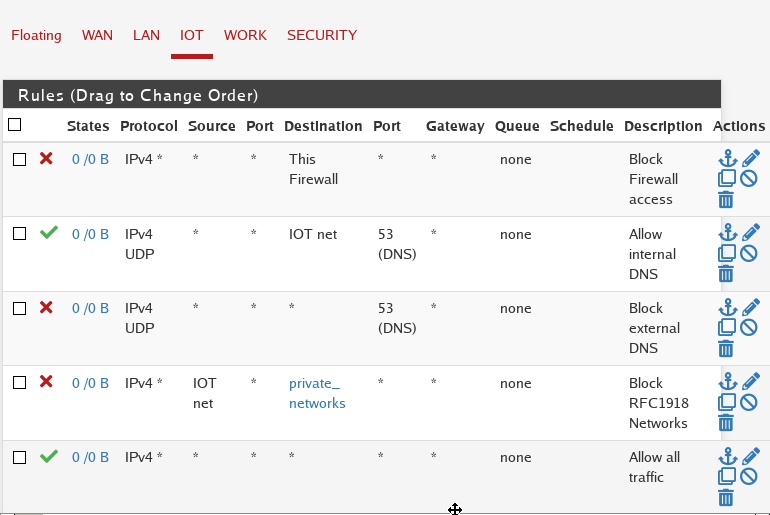 Floating WAN LAN IOT WORK SECURITY
Rules (Drag to Change Order)
States Protocol Source Port Destination Port Gateway Queue Schedule Description Actions
0 /0 B IPv4 * * * This * * none Block
Firewall Firewall
access
0 /0 B IPv4 * * IOT net 53 * none Allow
UDP (DNS) internal
DNS
0 /0 B IPv4 * * * 53 * none Block
UDP (DNS) external
DNS
0 /0 B IPv4 * IOT * private_ * * none Block
net networks RFC1918
Networks
0 /0 B IPv4 * * * * * * none Allow all
traffic